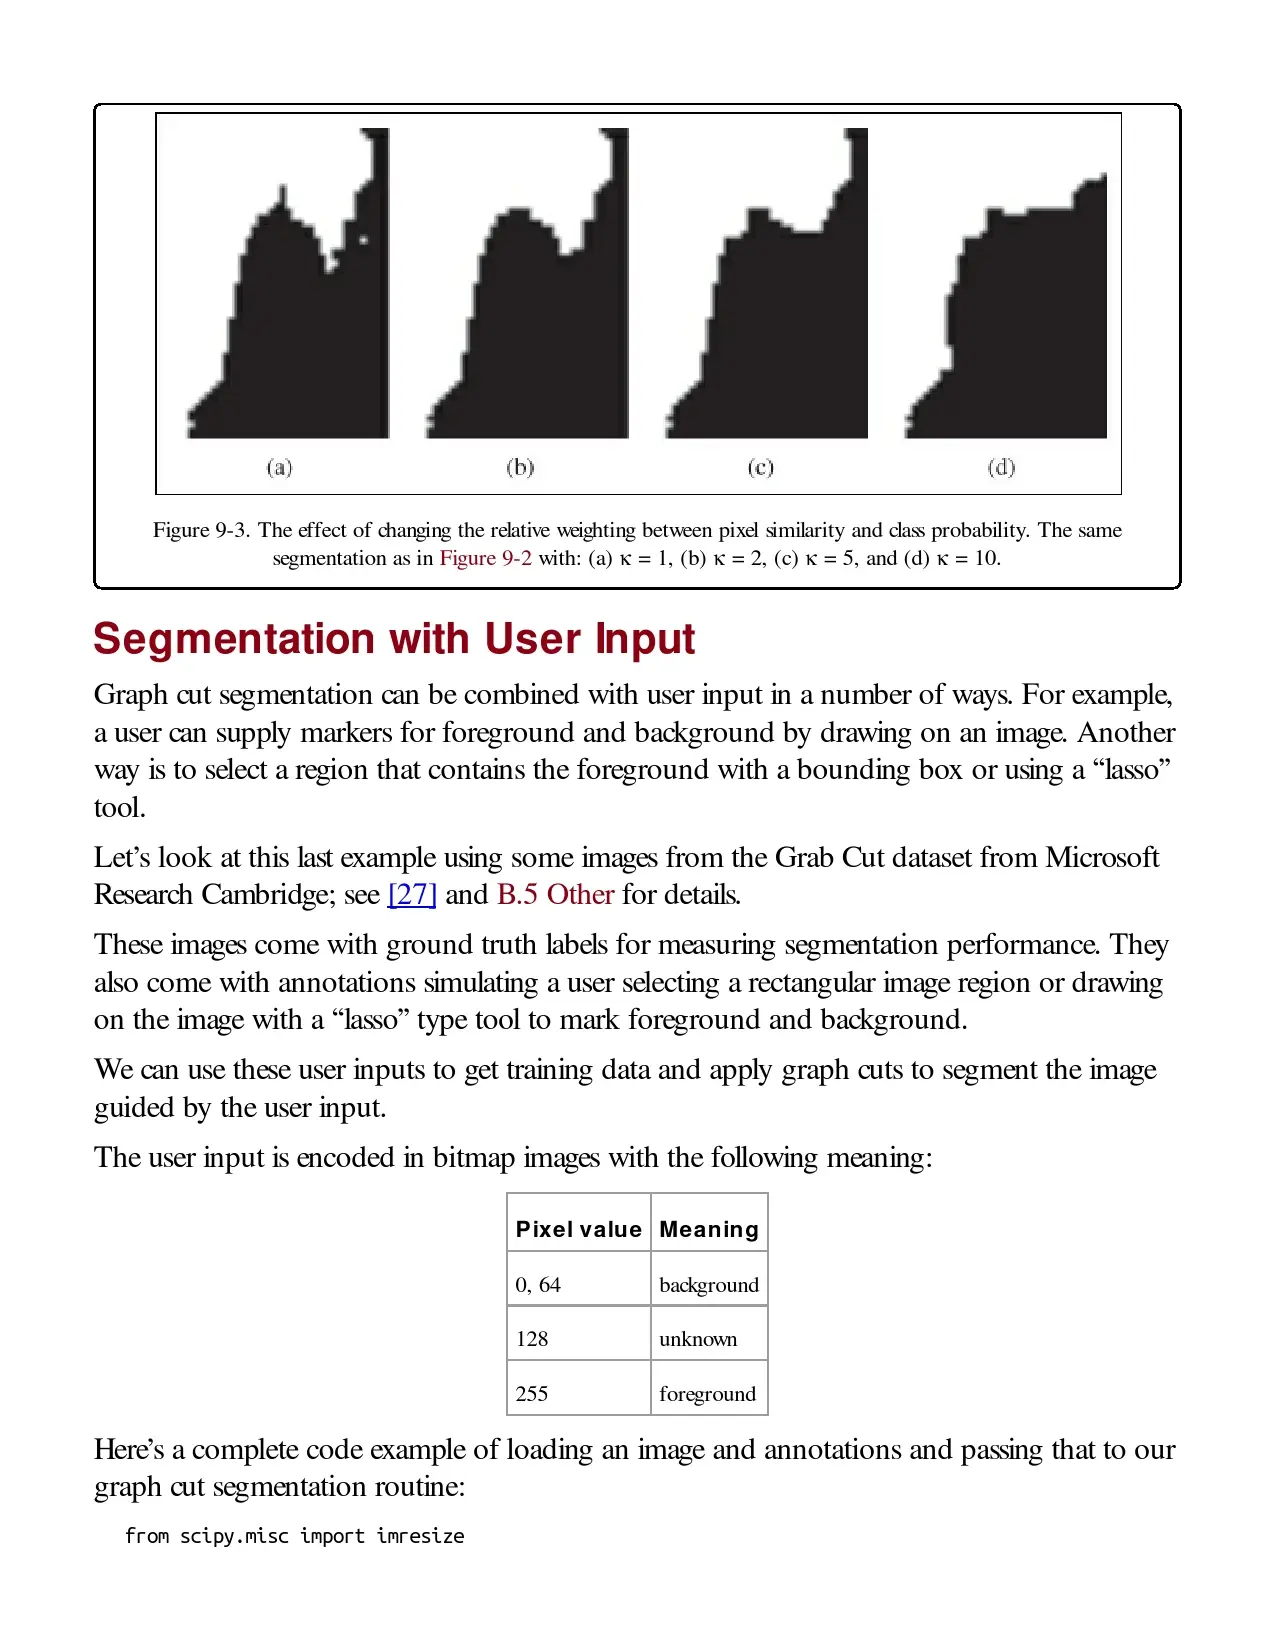 (a) (b) (c) (d)
Figure 9-3. The effect of changing the relative weighting between pixel similarity and class probability. The same
segmentation as in Figure 9-2 with: (a) κ = 1, (b) κ = 2, (c) κ = 5, and (d) κ = 10.
Segmentation with User Input
Graph cut segmentation can be combined with user input in a number of ways. For example,
a user can supply markers for foreground and background by drawing on an image. Another
way is to select a region that contains the foreground with a bounding box or using a “lasso”
tool.
Let’s look at this last example using some images from the Grab Cut dataset from Microsoft
Research Cambridge; see [27] and B.5 Other for details.
These images come with ground truth labels for measuring segmentation performance. They
also come with annotations simulating a user selecting a rectangular image region or drawing
on the image with a “lasso” type tool to mark foreground and background.
We can use these user inputs to get training data and apply graph cuts to segment the image
guided by the user input.
The user input is encoded in bitmap images with the following meaning:
Pixel value Meaning
0, 64 background
128 unknown
255 foreground
Here’s a complete code example of loading an image and annotations and passing that to our
graph cut segmentation routine:
from scipy.misc import imresize